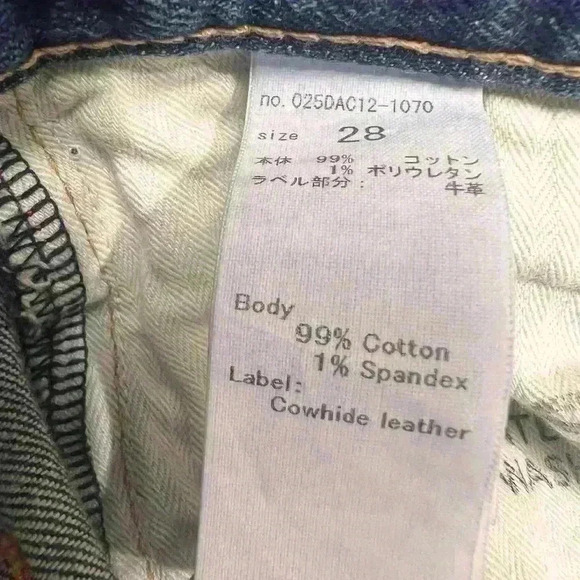 no. 025DAC12-1070
size 28
本体 99% コットン
1% ポリウレタン
ラベル部分: 牛革
Body
99% Cotton
1% Spandex
Label:
Cowhide leather